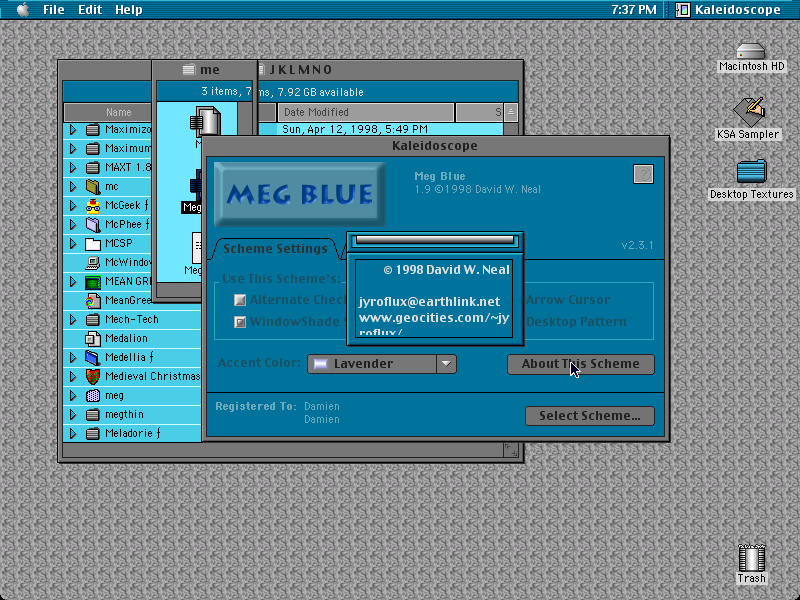 File Edit Help
7:37 PM
Kaleidoscope
Macintosh HD
KSA Sampler
Desktop Textures
Trash
me
J K L M N O
3 items, 7
ms, 7.92 GB available
Name
Date Modified
S
Sun, Apr 12, 1998, 5:49 PM
Maximizo
Maximum
MAXT 1.8
mc
McGeek ƒ
McPhee ƒ
MCSP
McWindow
MEAN GRE
MeanGree
Mech-Tech
Medalion
Medellia ƒ
Medieval Christmas
meg
megthin
Meladorie ƒ
M
Meg
Meg
Kaleidoscope
MEG BLUE
Meg Blue
1.9 ©1998 David W. Neal
?
v2.3.1
Scheme Settings
Use This Scheme's:
Alternate Chec
WindowShade
Arrow Cursor
Desktop Pattern
© 1998 David W. Neal
jyroflux@earthlink.net
www.geocities.com/~jy
roflux/
Accent Color:
Lavender
About This Scheme
Registered To:
Damien
Damien
Select Scheme...